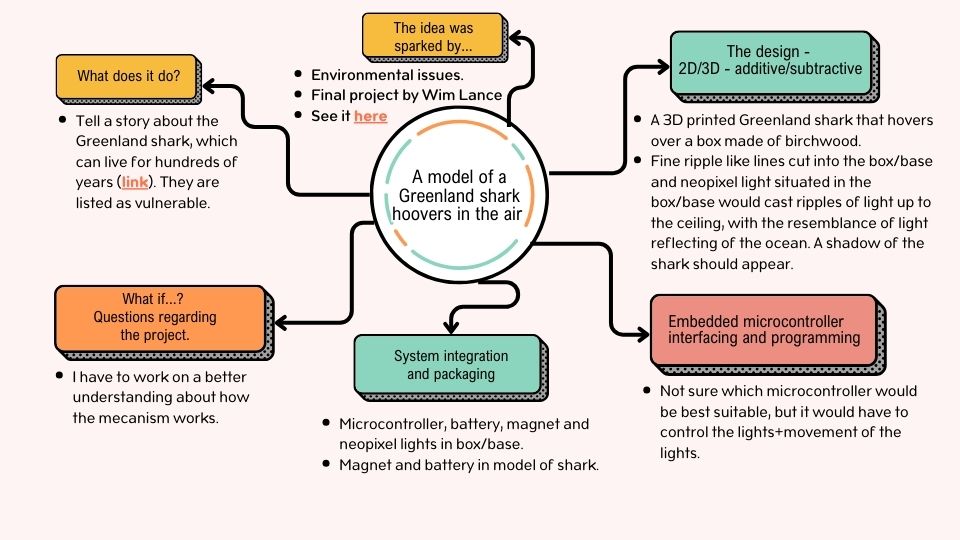 The idea was
sparked by...
Environmental issues.
Final project by Wim Lance
See it here
What does it do?
Tell a story about the
Greenland shark, which
can live for hundreds of
years (link). They are
listed as vulnerable.
The design -
2D/3D - additive/subtractive
A 3D printed Greenland shark that hovers
over a box made of birchwood.
Fine ripple like lines cut into the box/base
and neopixel light situated in the
box/base would cast ripples of light up to
the ceiling, with the resemblance of light
reflecting of the ocean. A shadow of the
shark should appear.
A model of a
Greenland shark
hoovers in the air
What if...?
Questions regarding
the project.
I have to work on a better
understanding about how
the mecanism works.
System integration
and packaging
Microcontroller, battery, magnet and
neopixel lights in box/base.
Magnet and battery in model of shark.
Embedded microcontroller
interfacing and programming
Not sure which microcontroller would
be best suitable, but it would have to
control the lights+movement of the
lights.